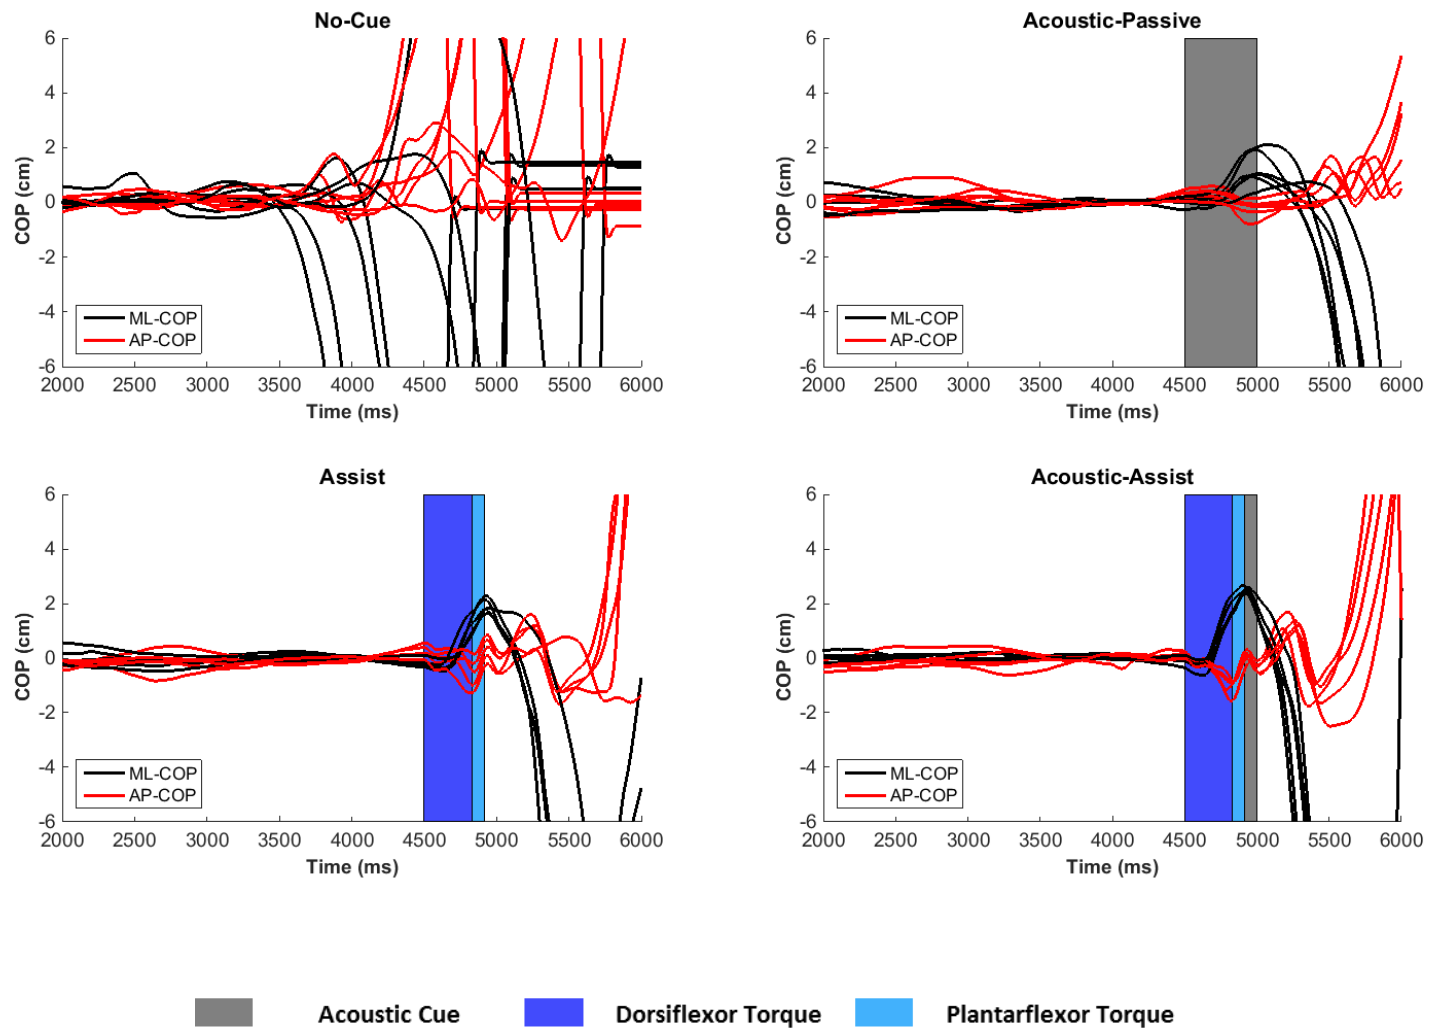 No-Cue
6
4
2
0
-2
-4
-6
COP (cm)
ML-COP
AP-COP
2000 2500 3000 3500 4000 4500 5000 5500 6000
Time (ms)
Acoustic-Passive
6
4
2
0
-2
-4
-6
COP (cm)
ML-COP
AP-COP
2000 2500 3000 3500 4000 4500 5000 5500 6000
Time (ms)
Assist
6
4
2
0
-2
-4
-6
COP (cm)
ML-COP
AP-COP
2000 2500 3000 3500 4000 4500 5000 5500 6000
Time (ms)
Acoustic-Assist
6
4
2
0
-2
-4
-6
COP (cm)
ML-COP
AP-COP
2000 2500 3000 3500 4000 4500 5000 5500 6000
Time (ms)
Acoustic Cue Dorsiflexor Torque Plantarflexor Torque